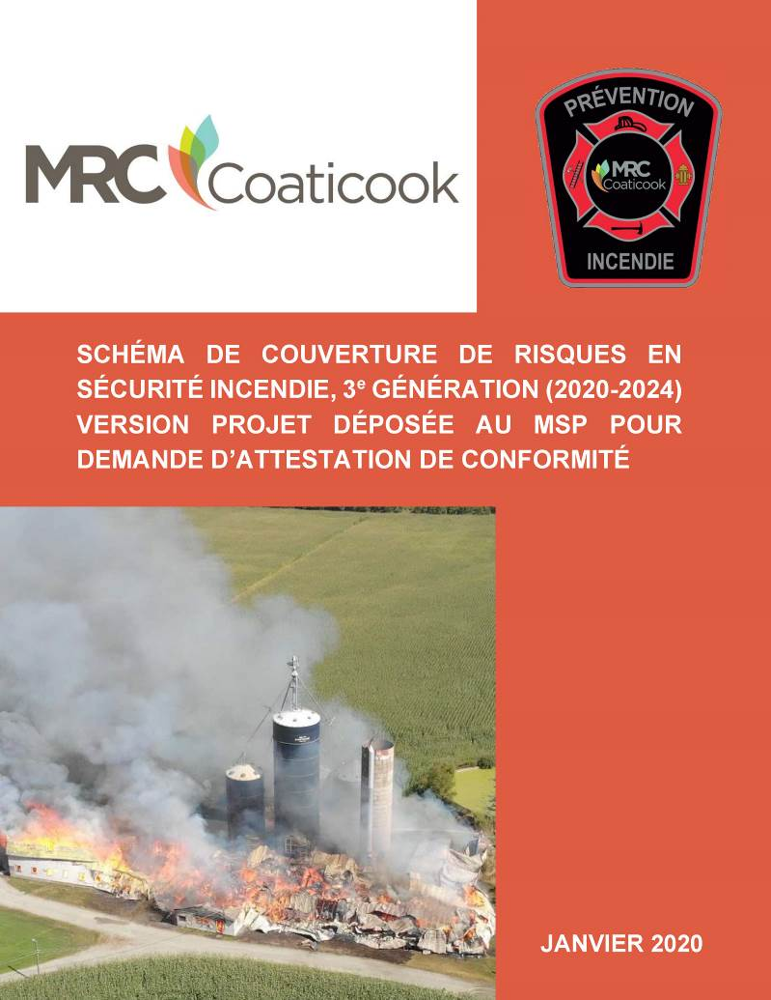 MRC Coaticook
PRÉVENTION
MRC
Coaticook
INCENDIE
SCHÉMA DE COUVERTURE DE RISQUES EN
SÉCURITÉ INCENDIE, 3e GÉNÉRATION (2020-2024)
VERSION PROJET DÉPOSÉE AU MSP POUR
DEMANDE D’ATTESTATION DE CONFORMITÉ
JANVIER 2020